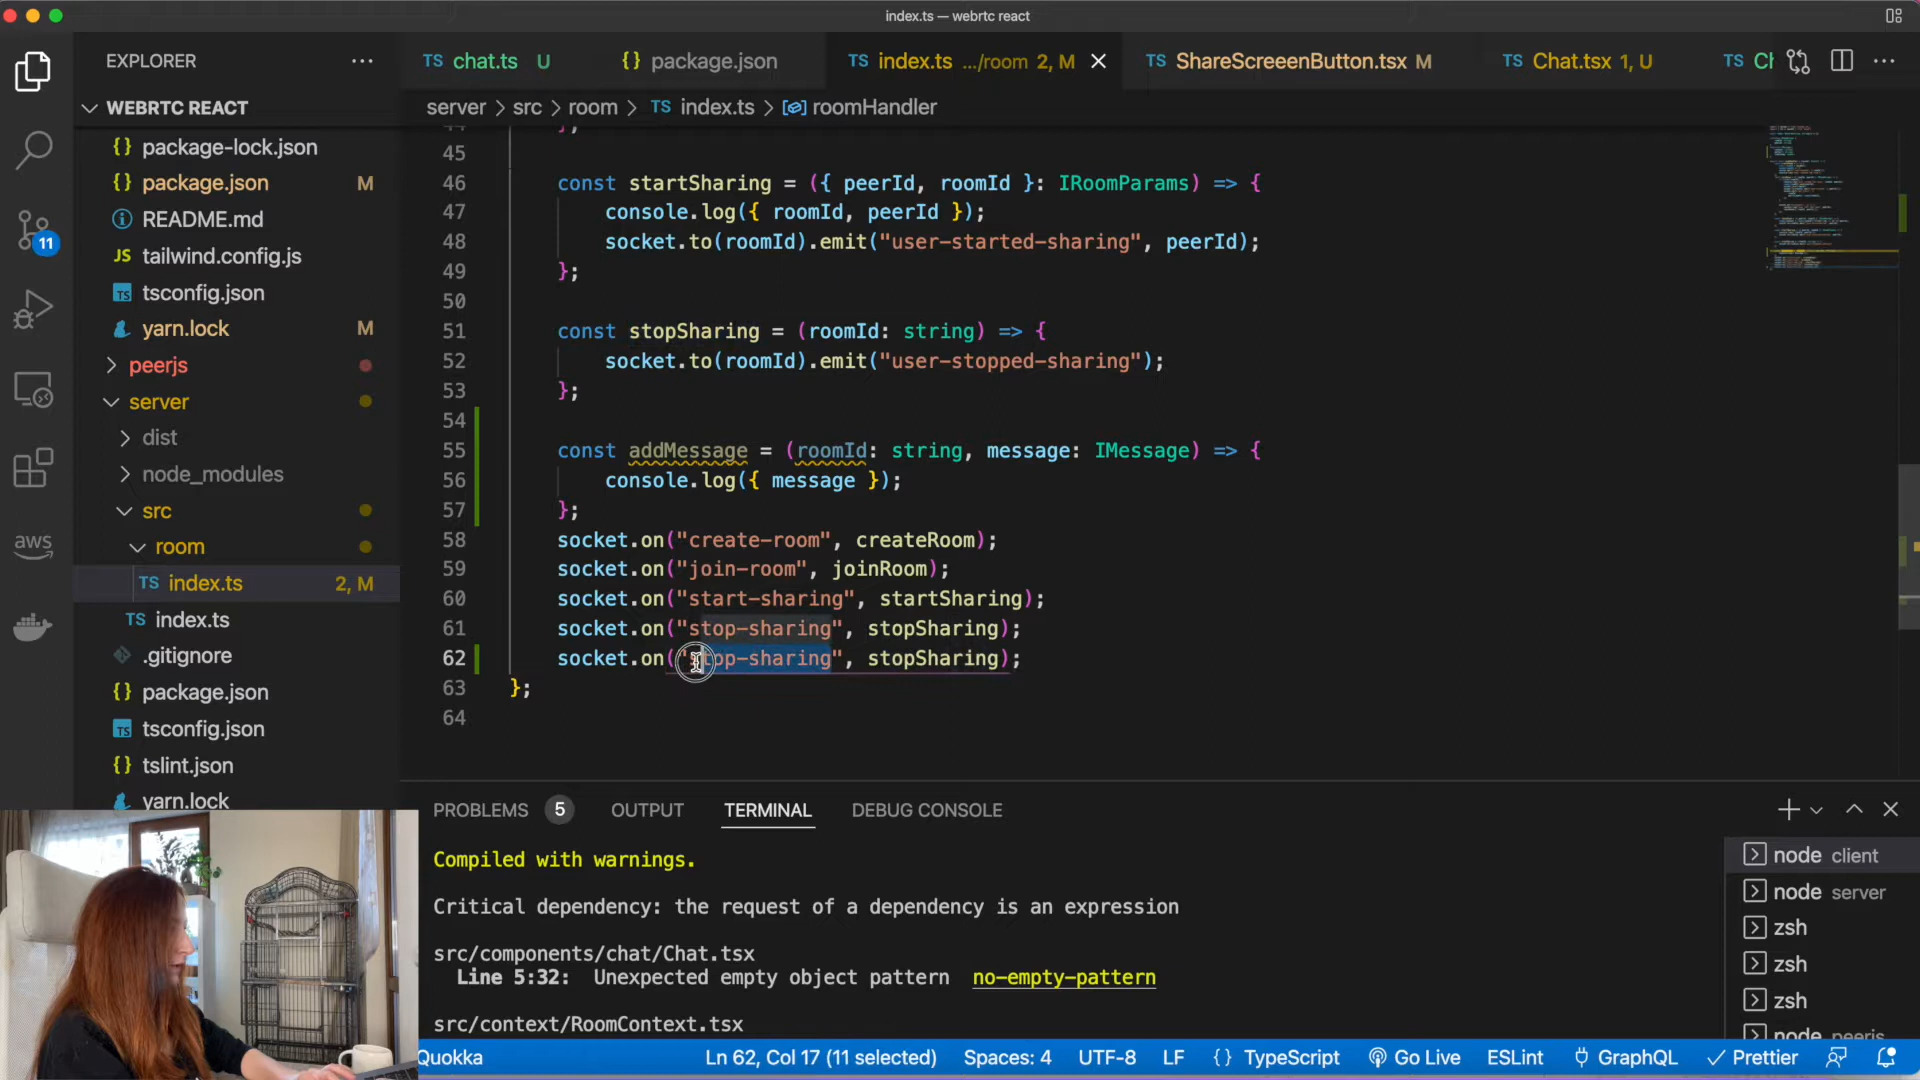 index.ts — webrtc react
EXPLORER
TS chat.ts U
{} package.json
TS index.ts .../room 2, M
TS ShareScreeenButton.tsx M
TS Chat.tsx 1, U
TS Ch
WEBRTC REACT
server > src > room > TS index.ts > roomHandler
{} package-lock.json
{} package.json M
README.md
JS tailwind.config.js
TS tsconfig.json
yarn.lock M
peerjs
server
dist
node_modules
src
room
TS index.ts 2, M
TS index.ts
.gitignore
{} package.json
TS tsconfig.json
{} tslint.json
yarn.lock
11
aws
44 };
45
46 const startSharing = ({ peerId, roomId }: IRoomParams) => {
47 console.log({ roomId, peerId });
48 socket.to(roomId).emit("user-started-sharing", peerId);
49 };
50
51 const stopSharing = (roomId: string) => {
52 socket.to(roomId).emit("user-stopped-sharing");
53 };
54
55 const addMessage = (roomId: string, message: IMessage) => {
56 console.log({ message });
57 };
58 socket.on("create-room", createRoom);
59 socket.on("join-room", joinRoom);
60 socket.on("start-sharing", startSharing);
61 socket.on("stop-sharing", stopSharing);
62 socket.on("stop-sharing", stopSharing);
63 };
64
PROBLEMS 5 OUTPUT TERMINAL DEBUG CONSOLE
Compiled with warnings.
Critical dependency: the request of a dependency is an expression
src/components/chat/Chat.tsx
Line 5:32: Unexpected empty object pattern no-empty-pattern
src/context/RoomContext.tsx
node client
node server
zsh
zsh
zsh
node peerjs
Quokka
Ln 62, Col 17 (11 selected)
Spaces: 4
UTF-8
LF
{} TypeScript
Go Live
ESLint
GraphQL
Prettier